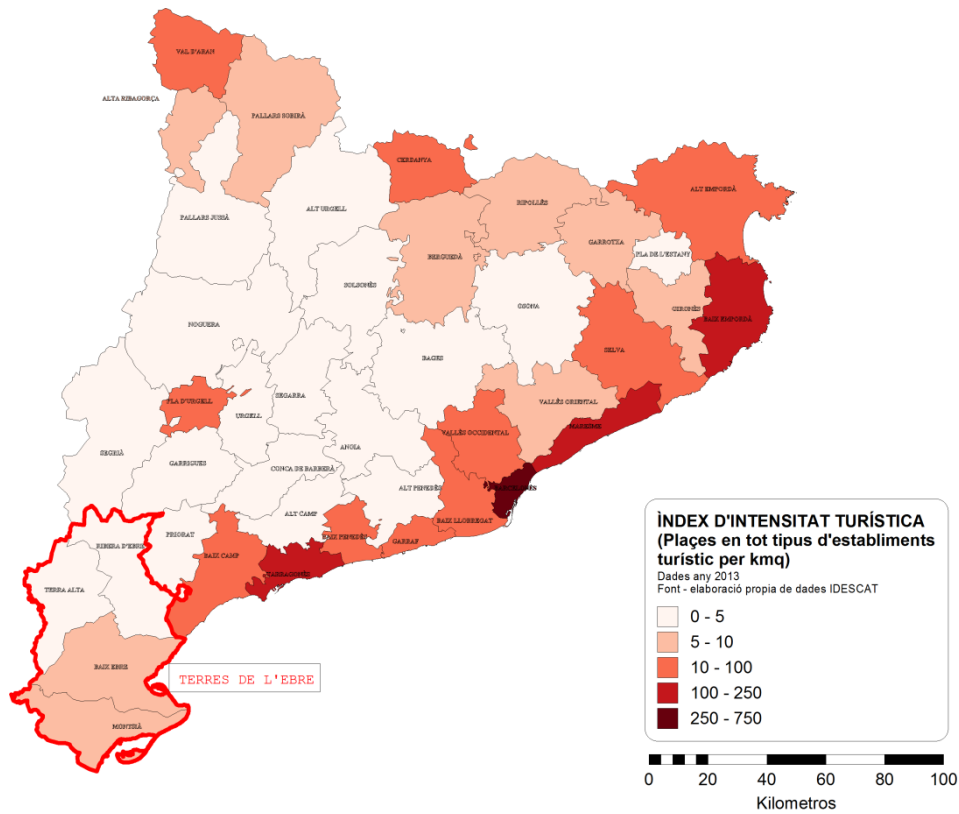 VAL D'ARAN
ALTA RIBAGORÇA
PALLARS SOBIRÀ
CERDANYA
ALT EMPORDÀ
RIPOLLÈS
PALLARS JUSSÀ
ALT URGELL
GARROTXA
PLA DE L'ESTANY
BERGUEDÀ
SOLSONÈS
OSONA
GIRONÈS
BAIX EMPORDÀ
NOGUERA
SELVA
BAGES
PLA D'URGELL
SEGARRA
VALLÈS ORIENTAL
URGELL
MARESME
VALLÈS OCCIDENTAL
SEGRIÀ
ANOIA
GARRIGUES
CONCA DE BARBERÀ
ALT PENEDÈS
ALT CAMP
BAIX LLOBREGAT
PRIORAT
BAIX PENEDÈS
GARRAF
RIBERA D'EBRE
BAIX CAMP
TARRAGONÈS
TERRA ALTA
BAIX EBRE
TERRES DE L'EBRE
MONTSIÀ
ÌNDEX D'INTENSITAT TURÍSTICA
(Plaçes en tot tipus d'establiments
turístic per kmq)
Dades any 2013
Font - elaboració propia de dades IDESCAT
0 - 5
5 - 10
10 - 100
100 - 250
250 - 750
0 20 40 60 80 100
Kilometros